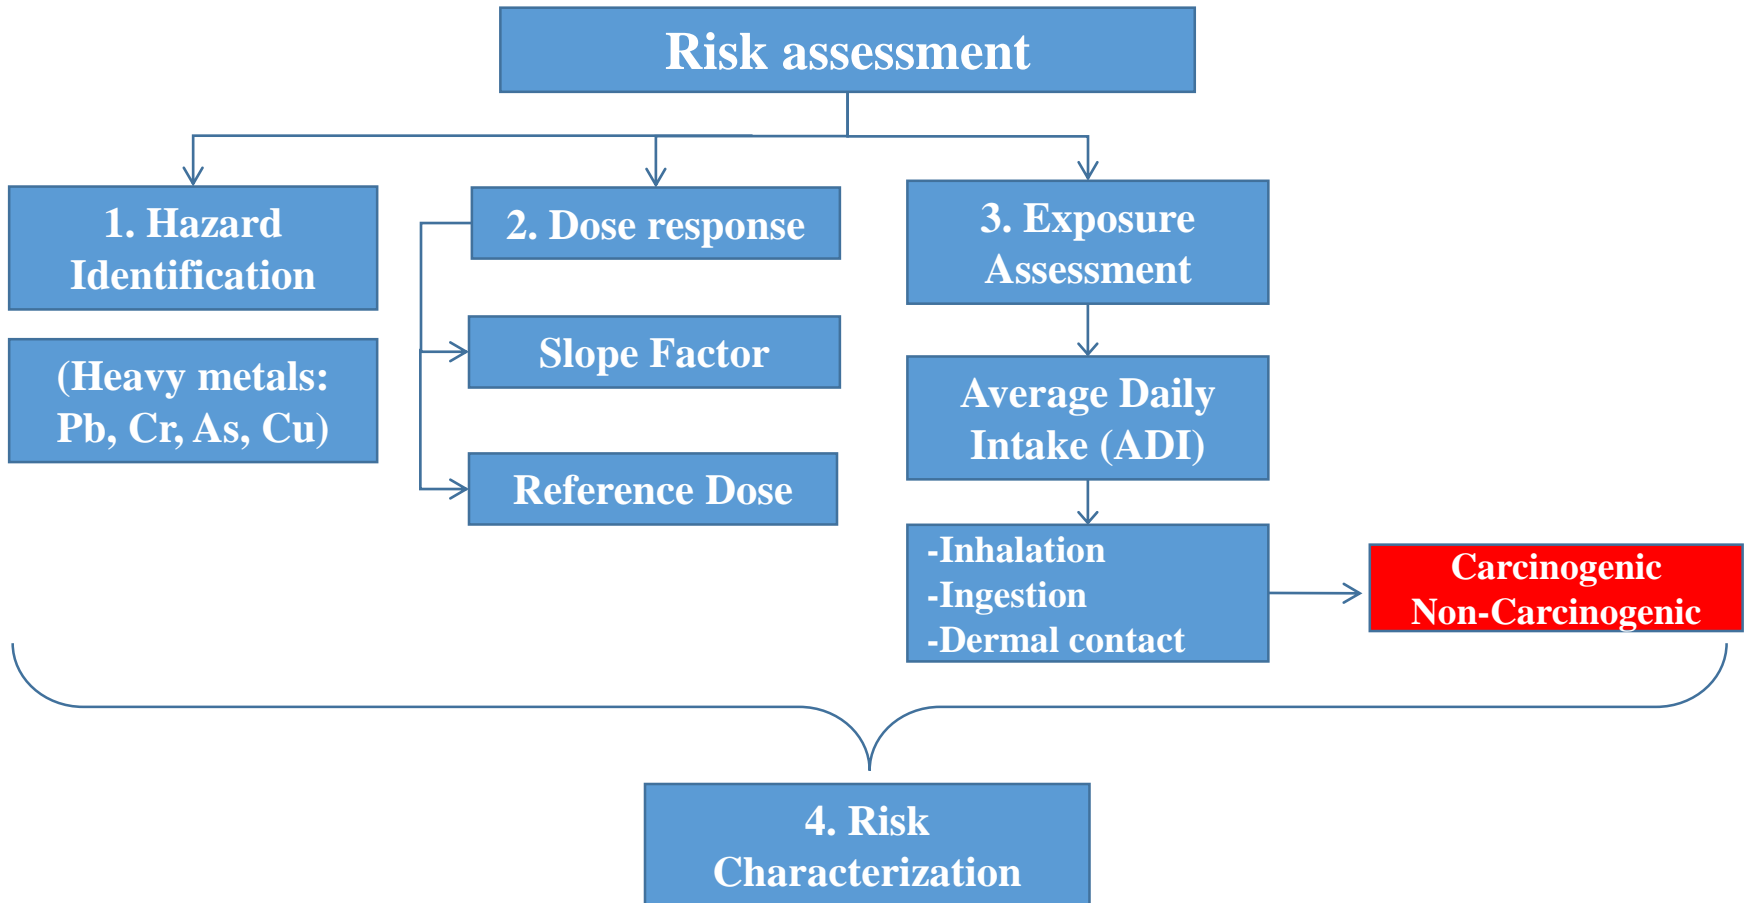 Risk assessment
1. Hazard
Identification
(Heavy metals:
Pb, Cr, As, Cu)
2. Dose response
Slope Factor
Reference Dose
3. Exposure
Assessment
Average Daily
Intake (ADI)
-Inhalation
-Ingestion
-Dermal contact
Carcinogenic
Non-Carcinogenic
4. Risk
Characterization